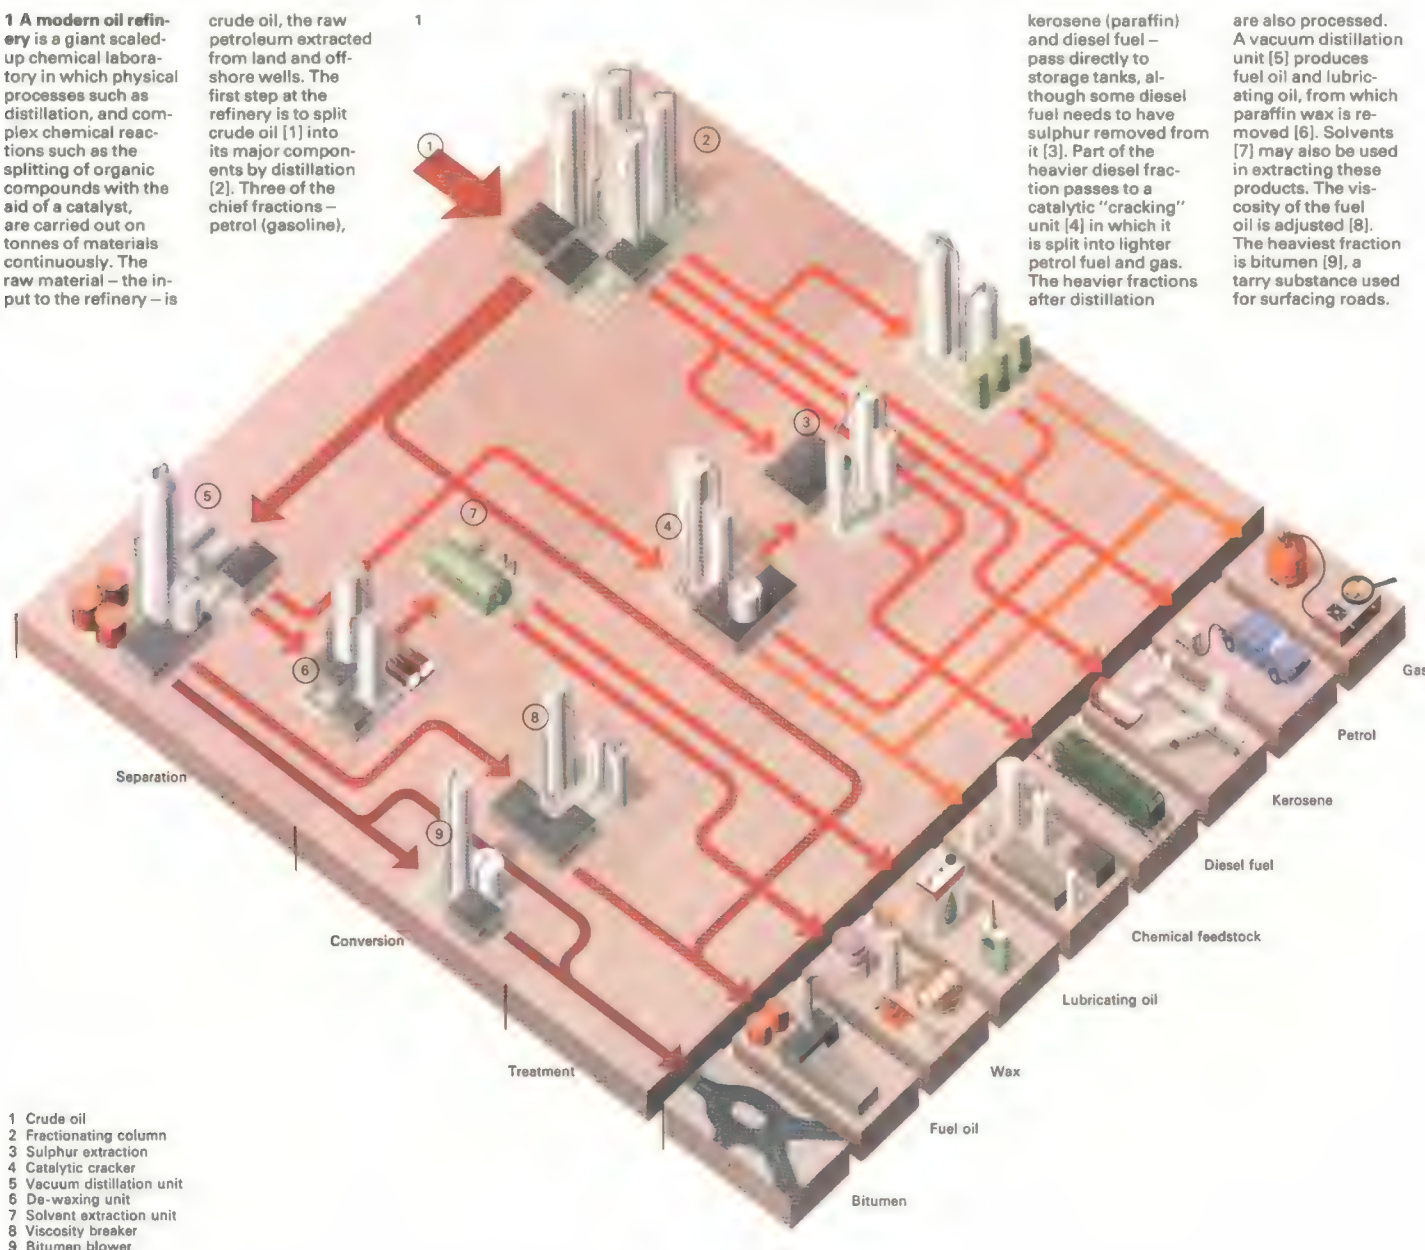 1 A modern oil refin-
ery is a giant scaled-
up chemical labora-
tory in which physical
processes such as
distillation, and com-
plex chemical reac-
tions such as the
splitting of organic
compounds with the
aid of a catalyst,
are carried out on
tonnes of materials
continuously. The
raw material – the in-
put to the refinery – is
crude oil, the raw
petroleum extracted
from land and off-
shore wells. The
first step at the
refinery is to split
crude oil [1] into
its major compon-
ents by distillation
[2]. Three of the
chief fractions –
petrol (gasoline),
kerosene (paraffin)
and diesel fuel –
pass directly to
storage tanks, al-
though some diesel
fuel needs to have
sulphur removed from
it [3]. Part of the
heavier diesel frac-
tion passes to a
catalytic "cracking"
unit [4] in which it
is split into lighter
petrol fuel and gas.
The heavier fractions
after distillation
are also processed.
A vacuum distillation
unit [5] produces
fuel oil and lubric-
ating oil, from which
paraffin wax is re-
moved [6]. Solvents
[7] may also be used
in extracting these
products. The vis-
cosity of the fuel
oil is adjusted [8].
The heaviest fraction
is bitumen [9], a
tarry substance used
for surfacing roads.
1
1
2
3
4
5
6
7
8
9
Separation
Conversion
Treatment
Gas
Petrol
Kerosene
Diesel fuel
Chemical feedstock
Lubricating oil
Wax
Fuel oil
Bitumen
1 Crude oil
2 Fractionating column
3 Sulphur extraction
4 Catalytic cracker
5 Vacuum distillation unit
6 De-waxing unit
7 Solvent extraction unit
8 Viscosity breaker
9 Bitumen blower